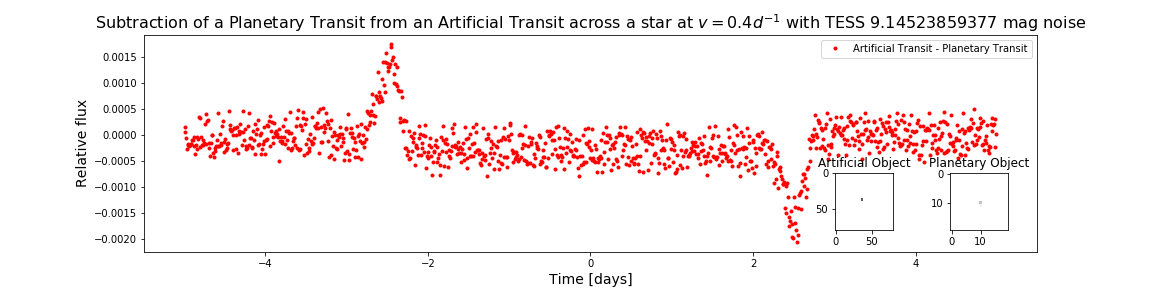 Subtraction of a Planetary Transit from an Artificial Transit across a star at v = 0.4d⁻¹ with TESS 9.14523859377 mag noise
Artificial Transit - Planetary Transit
Relative flux
0.0015
0.0010
0.0005
0.0000
−0.0005
−0.0010
−0.0015
−0.0020
Artificial Object
0
50
0 50
Planetary Object
0
10
0 10
−4 −2 0 2 4
Time [days]